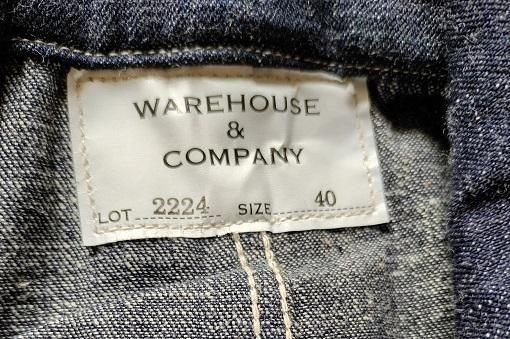 WAREHOUSE
&
COMPANY
LOT 2224 SIZE 40